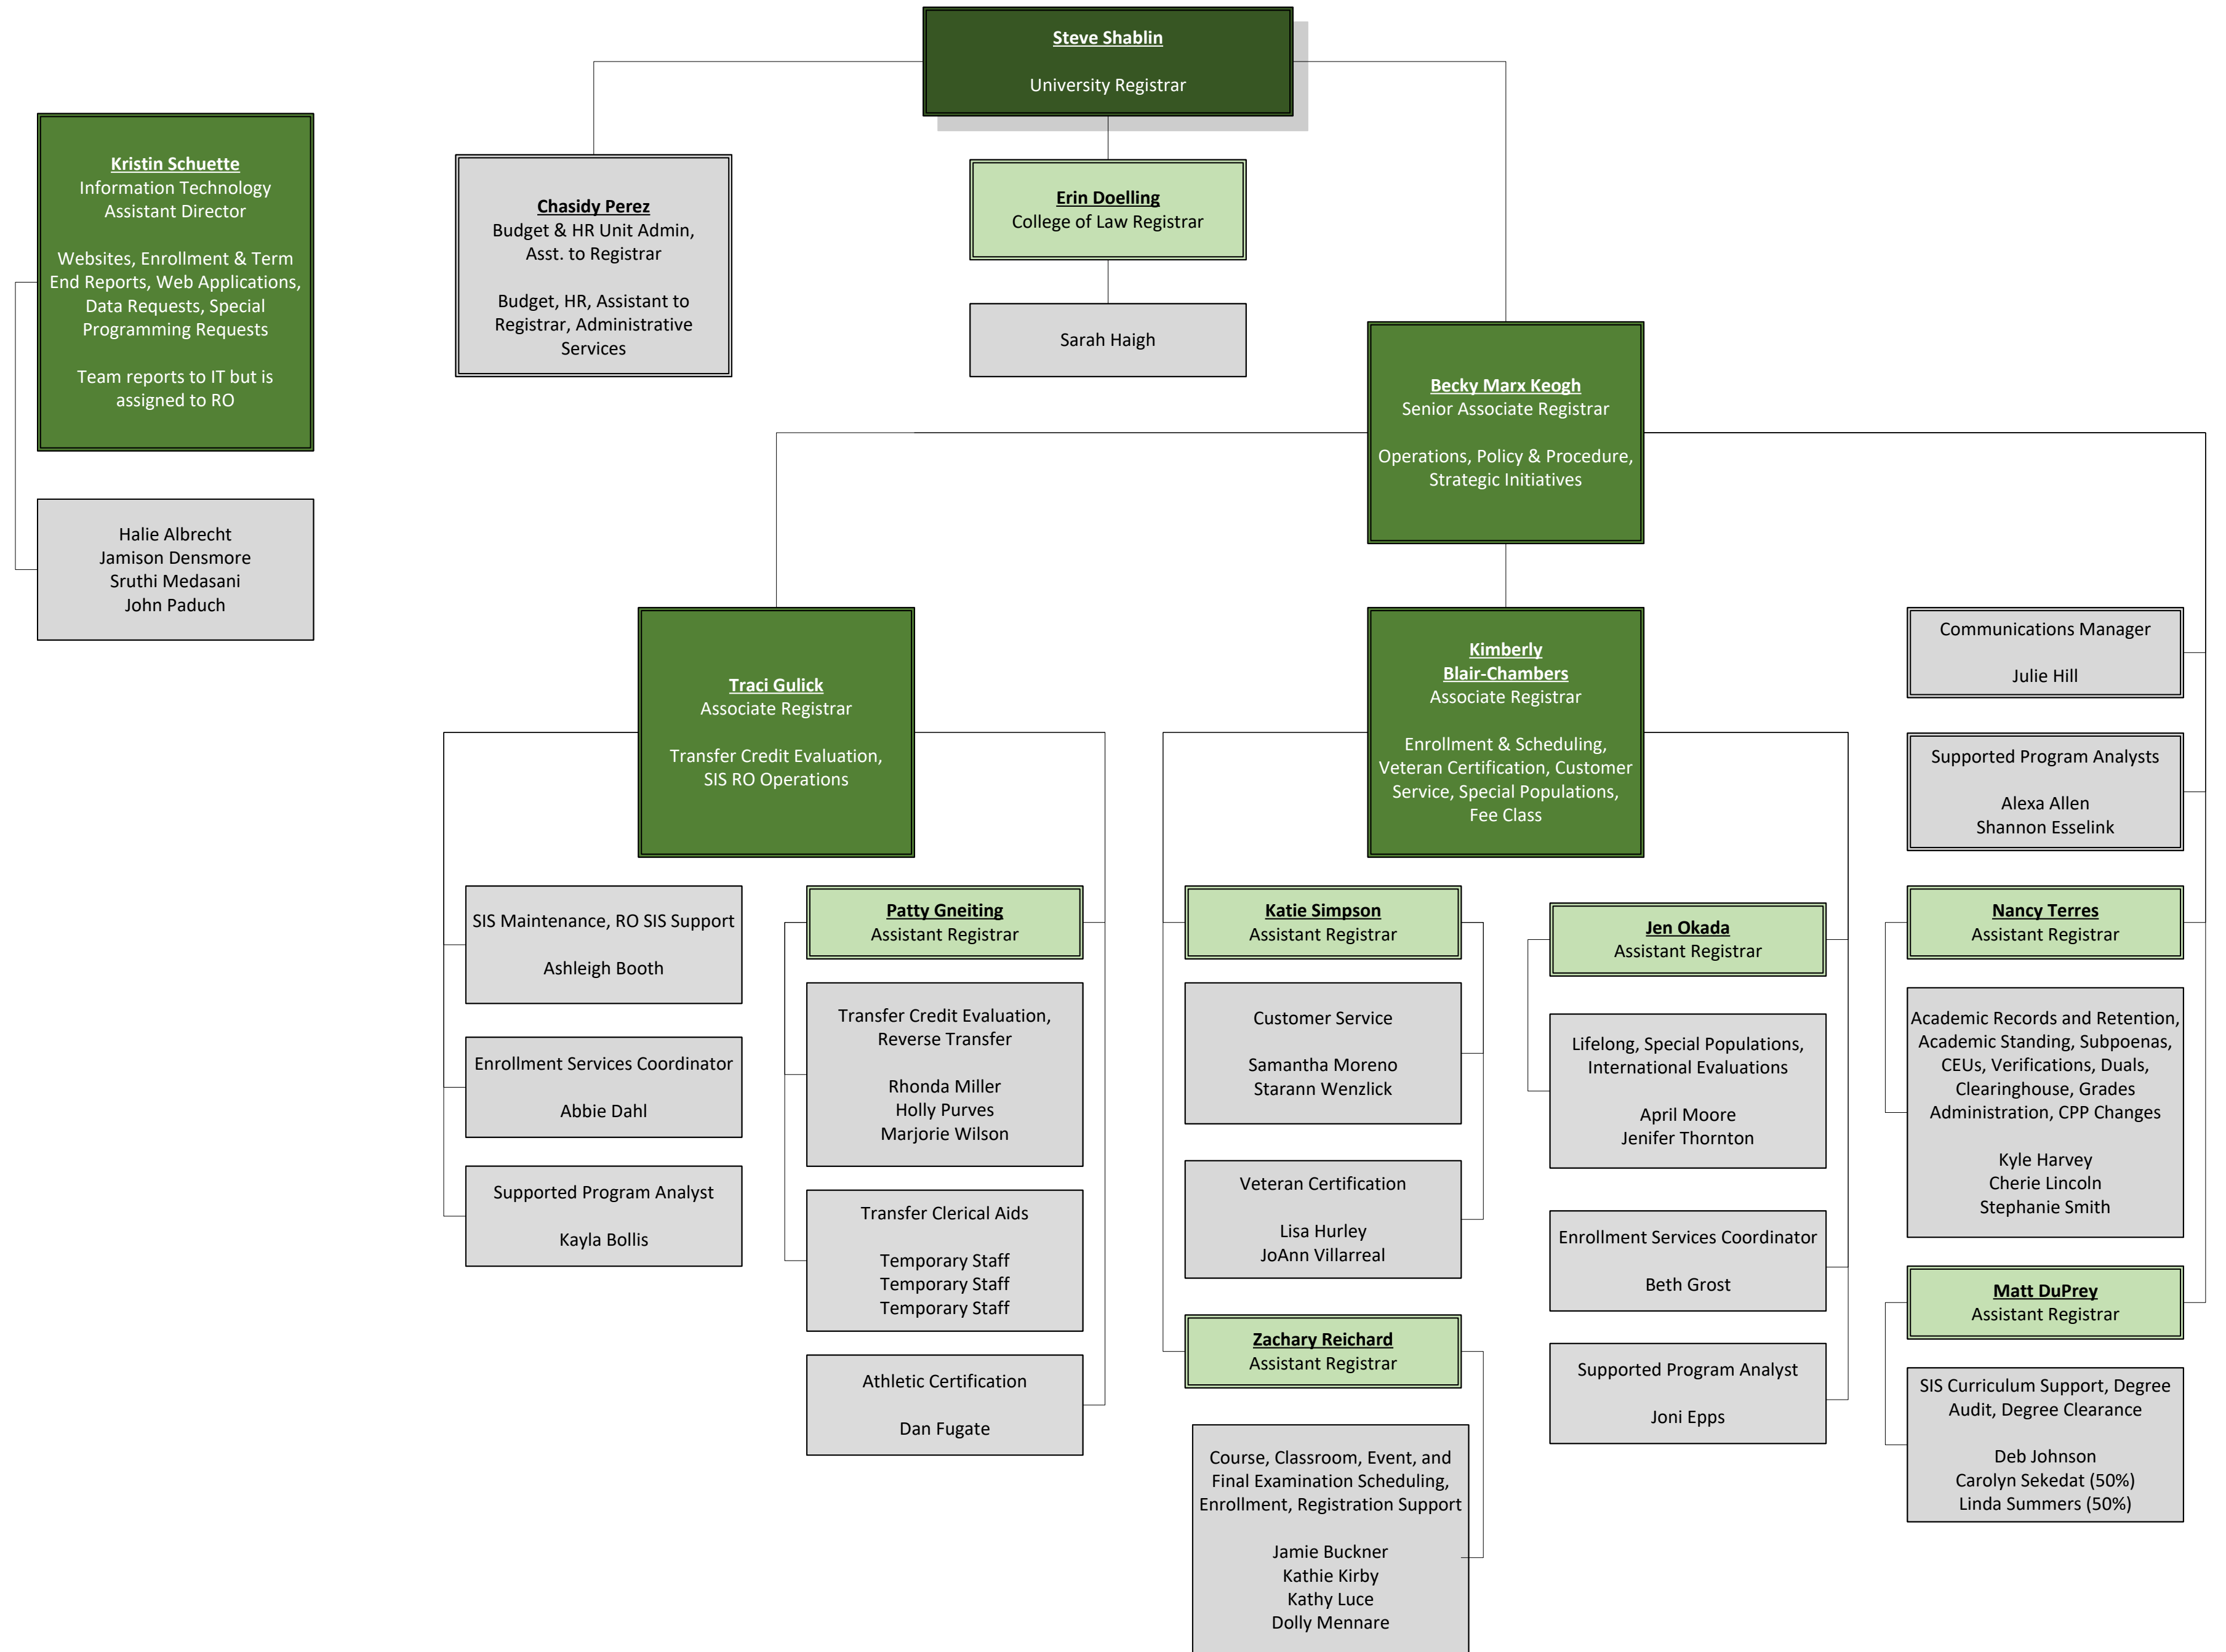 Steve Shablin
University Registrar
Kristin Schuette
Information Technology
Assistant Director
Websites, Enrollment & Term
End Reports, Web Applications,
Data Requests, Special
Programming Requests
Team reports to IT but is
assigned to RO
Halie Albrecht
Jamison Densmore
Sruthi Medasani
John Paduch
Chasidy Perez
Budget & HR Unit Admin,
Asst. to Registrar
Budget, HR, Assistant to
Registrar, Administrative
Services
Erin Doelling
College of Law Registrar
Sarah Haigh
Becky Marx Keogh
Senior Associate Registrar
Operations, Policy & Procedure,
Strategic Initiatives
Traci Gulick
Associate Registrar
Transfer Credit Evaluation,
SIS RO Operations
SIS Maintenance, RO SIS Support
Ashleigh Booth
Enrollment Services Coordinator
Abbie Dahl
Supported Program Analyst
Kayla Bollis
Patty Gneiting
Assistant Registrar
Transfer Credit Evaluation,
Reverse Transfer
Rhonda Miller
Holly Purves
Marjorie Wilson
Transfer Clerical Aids
Temporary Staff
Temporary Staff
Temporary Staff
Athletic Certification
Dan Fugate
Kimberly
Blair-Chambers
Associate Registrar
Enrollment & Scheduling,
Veteran Certification, Customer
Service, Special Populations,
Fee Class
Katie Simpson
Assistant Registrar
Customer Service
Samantha Moreno
Starann Wenzlick
Veteran Certification
Lisa Hurley
JoAnn Villarreal
Zachary Reichard
Assistant Registrar
Course, Classroom, Event, and
Final Examination Scheduling,
Enrollment, Registration Support
Jamie Buckner
Kathie Kirby
Kathy Luce
Dolly Mennare
Jen Okada
Assistant Registrar
Lifelong, Special Populations,
International Evaluations
April Moore
Jenifer Thornton
Enrollment Services Coordinator
Beth Grost
Supported Program Analyst
Joni Epps
Communications Manager
Julie Hill
Supported Program Analysts
Alexa Allen
Shannon Esselink
Nancy Terres
Assistant Registrar
Academic Records and Retention,
Academic Standing, Subpoenas,
CEUs, Verifications, Duals,
Clearinghouse, Grades
Administration, CPP Changes
Kyle Harvey
Cherie Lincoln
Stephanie Smith
Matt DuPrey
Assistant Registrar
SIS Curriculum Support, Degree
Audit, Degree Clearance
Deb Johnson
Carolyn Sekedat (50%)
Linda Summers (50%)